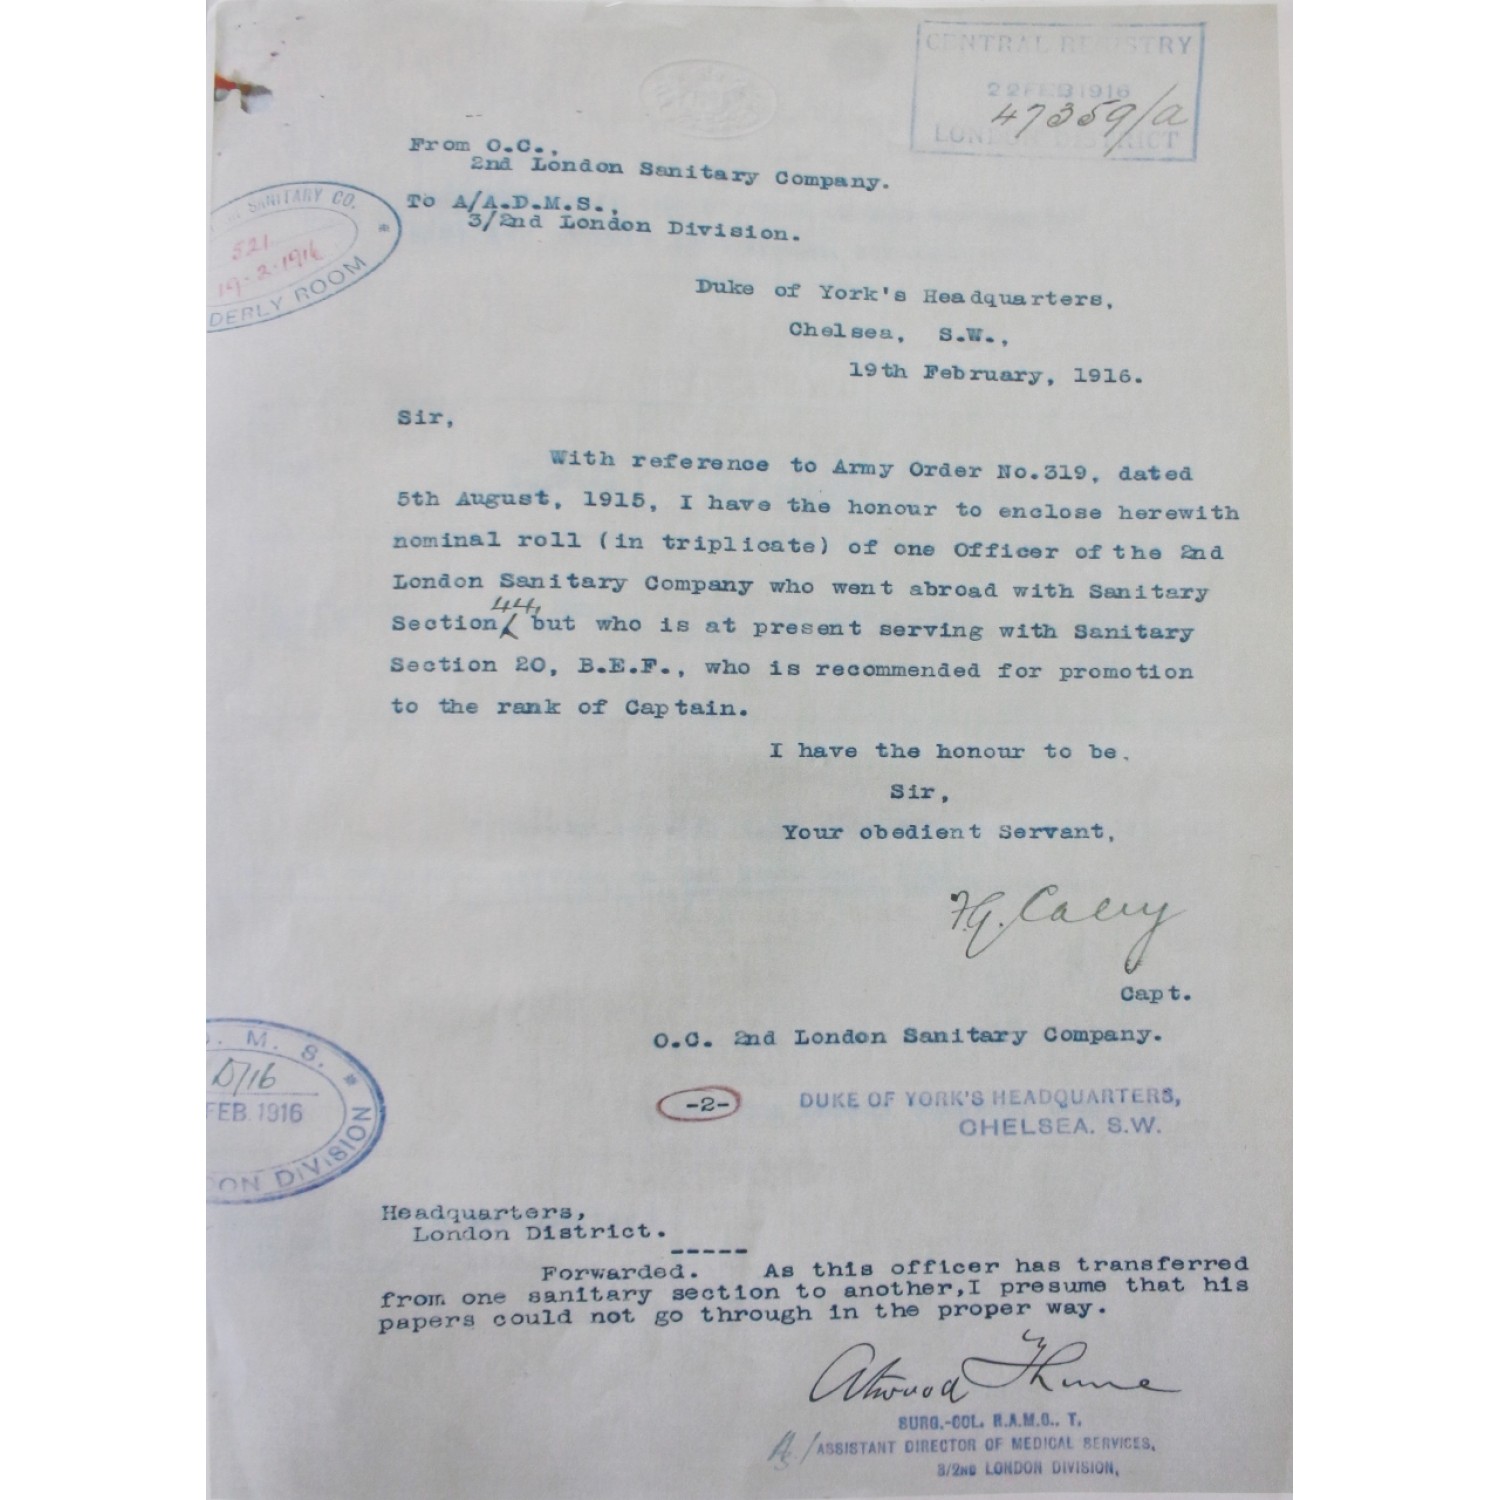 CENTRAL REGISTRY
22 FEB 1916
47359/a
LONDON DISTRICT
From O.C.,
2nd London Sanitary Company.
To A/A.D.M.S.,
3/2nd London Division.
SANITARY CO.
521
19-2-1916
DERLY ROOM
Duke of York's Headquarters,
Chelsea, S.W.,
19th February, 1916.
Sir,
With reference to Army Order No.319, dated
5th August, 1915, I have the honour to enclose herewith
nominal roll (in triplicate) of one Officer of the 2nd
London Sanitary Company who went abroad with Sanitary
Section 44, but who is at present serving with Sanitary
Section 20, B.E.F., who is recommended for promotion
to the rank of Captain.
I have the honour to be.
Sir,
Your obedient Servant,
Capt.
O.C. 2nd London Sanitary Company.
-2-
DUKE OF YORK'S HEADQUARTERS,
CHELSEA. S.W.
. M. S.
D/16
FEB 1916
ON DIVISION
Headquarters,
London District.
-----
Forwarded. As this officer has transferred
from one sanitary section to another,I presume that his
papers could not go through in the proper way.
Atwood Thorne
SURG.-COL. R.A.M.C., T.
A/ASSISTANT DIRECTOR OF MEDICAL SERVICES,
3/2ND LONDON DIVISION,